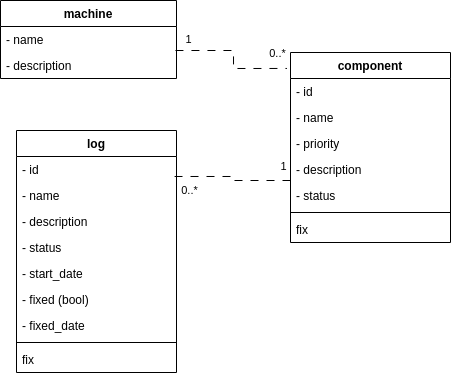 machine
- name
- description
1
0..*
component
- id
- name
- priority
- description
- status
fix
1
0..*
log
- id
- name
- description
- status
- start_date
- fixed (bool)
- fixed_date
fix